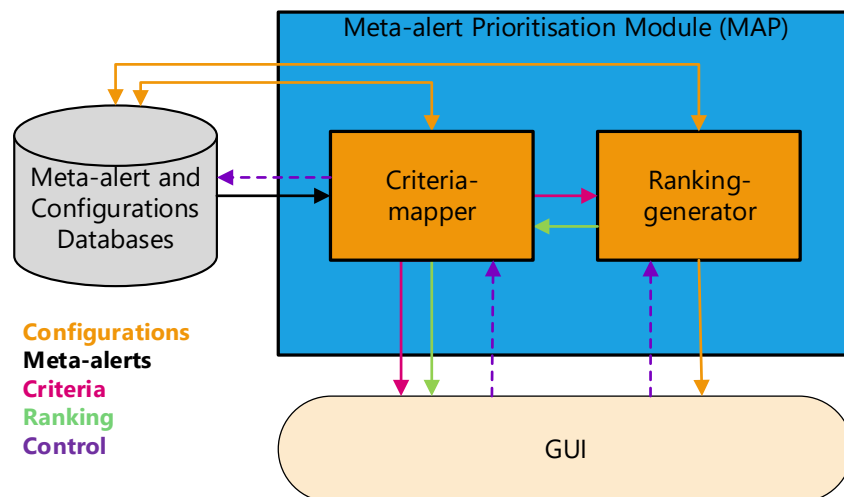 Meta-alert Prioritisation Module (MAP)
Meta-alert and
Configurations
Databases
Criteria-
mapper
Ranking-
generator
Configurations
Meta-alerts
Criteria
Ranking
Control
GUI